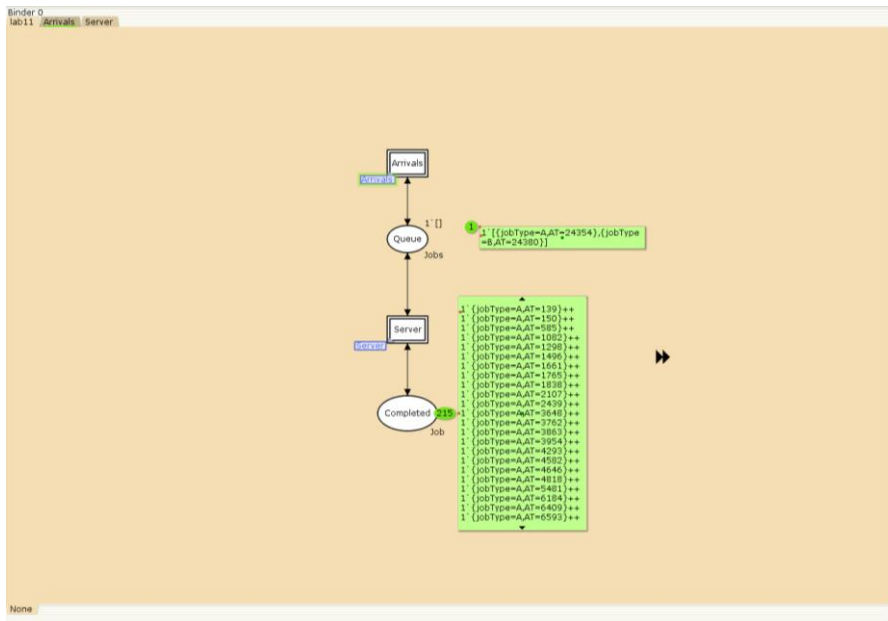 Binder 0
lab11 Arrivals Server
Arrivals
Arrivals
1`[]
Queue
Jobs
1
1`[{jobType=A,AT=24354},{jobType
=B,AT=24380}]
Server
Server
Completed
215
Job
1`{jobType=A,AT=139}++
1`{jobType=A,AT=150}++
1`{jobType=A,AT=585}++
1`{jobType=A,AT=1082}++
1`{jobType=A,AT=1298}++
1`{jobType=A,AT=1496}++
1`{jobType=A,AT=1661}++
1`{jobType=A,AT=1765}++
1`{jobType=A,AT=1838}++
1`{jobType=A,AT=2107}++
1`{jobType=A,AT=2439}++
1`{jobType=A,AT=3648}++
1`{jobType=A,AT=3762}++
1`{jobType=A,AT=3863}++
1`{jobType=A,AT=3954}++
1`{jobType=A,AT=4293}++
1`{jobType=A,AT=4582}++
1`{jobType=A,AT=4646}++
1`{jobType=A,AT=4818}++
1`{jobType=A,AT=5481}++
1`{jobType=A,AT=6184}++
1`{jobType=A,AT=6409}++
1`{jobType=A,AT=6593}++
None